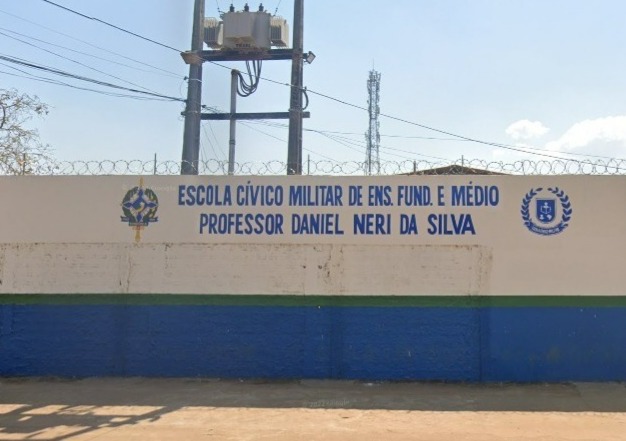 ESCOLA CÍVICO MILITAR DE ENS. FUND. E MÉDIO
PROFESSOR DANIEL NERI DA SILVA